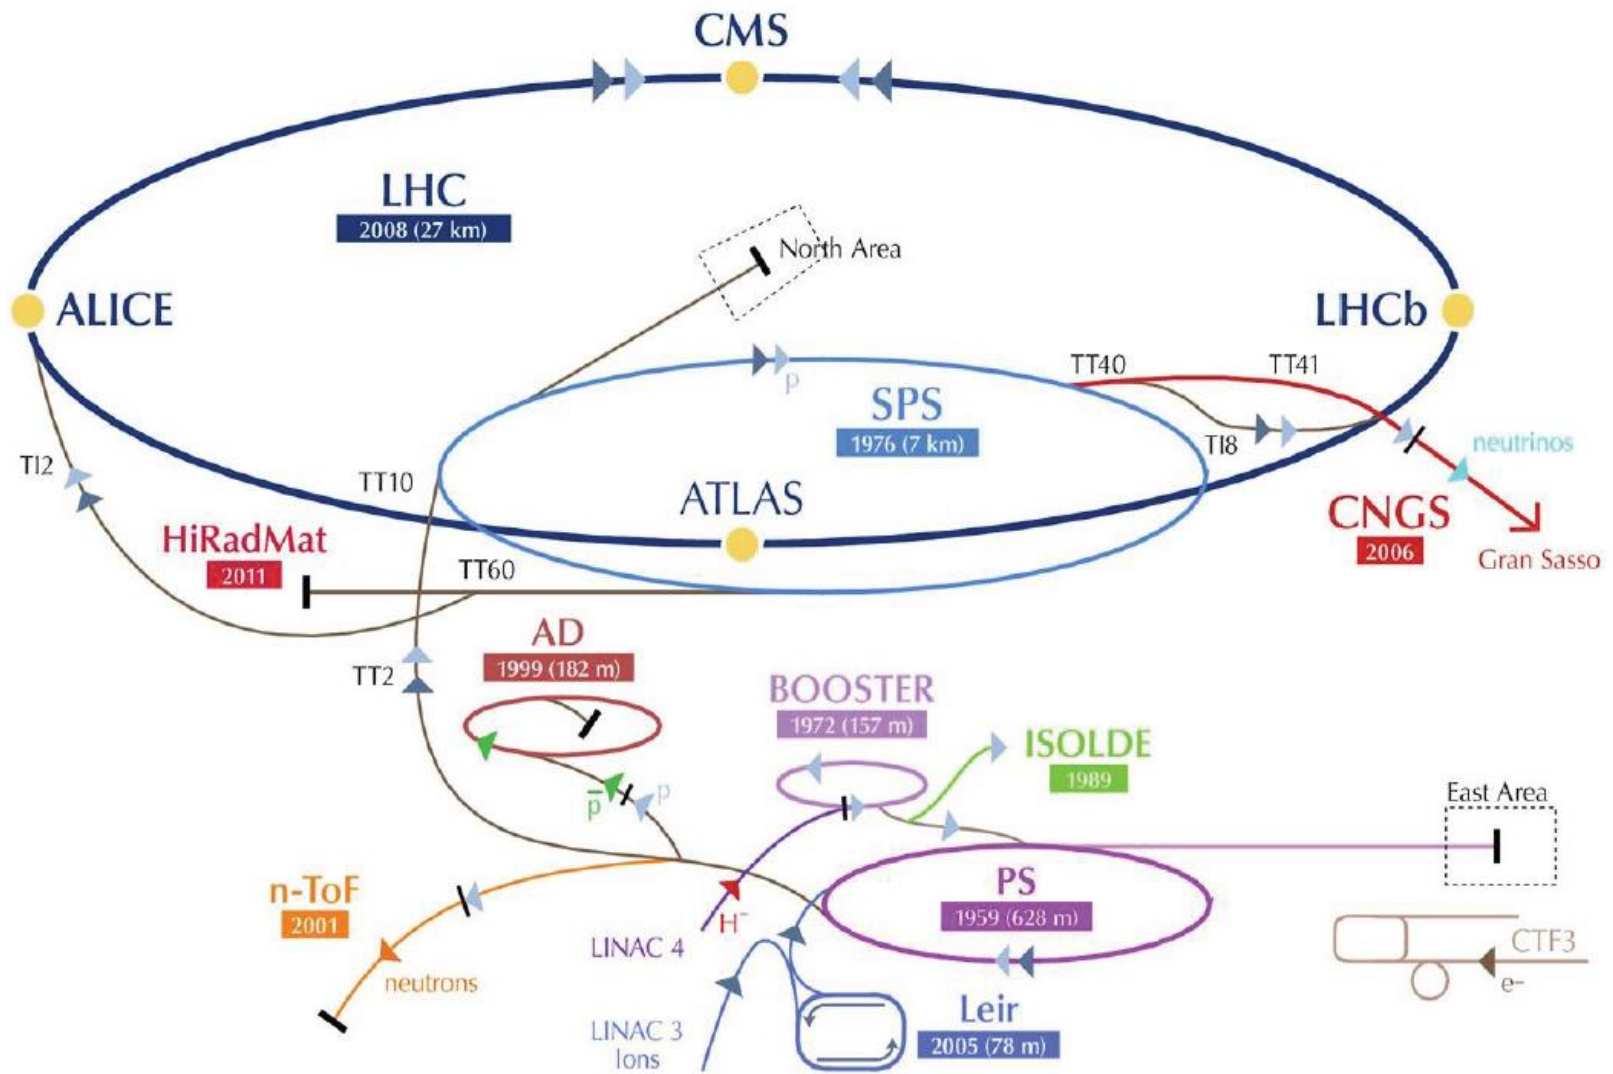 CMS
LHC
2008 (27 km)
North Area
ALICE
LHCb
TT40
TT41
p
SPS
1976 (7 km)
TI8
neutrinos
TI2
TT10
ATLAS
CNGS
2006
Gran Sasso
HiRadMat
2011
TT60
AD
1999 (182 m)
TT2
BOOSTER
1972 (157 m)
ISOLDE
1989
p̅
p
East Area
n-ToF
2001
PS
1959 (628 m)
H⁻
LINAC 4
neutrons
CTF3
e–
LINAC 3
Ions
Leir
2005 (78 m)